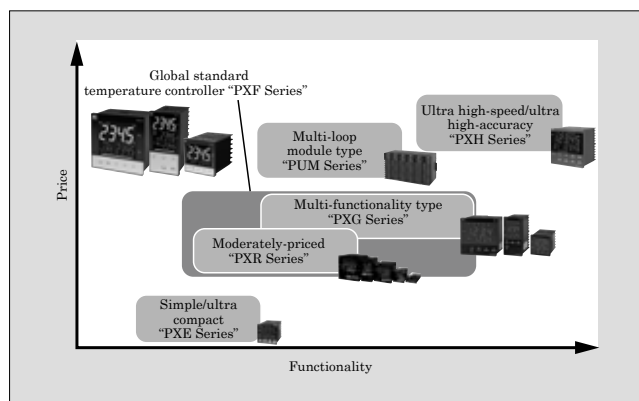 Global standard
temperature controller “PXF Series”
Ultra high-speed/ultra
high-accuracy
“PXH Series”
Multi-loop
module type
“PUM Series”
Multi-functionality type
“PXG Series”
Moderately-priced
“PXR Series”
Simple/ultra
compact
“PXE Series”
Price
Functionality